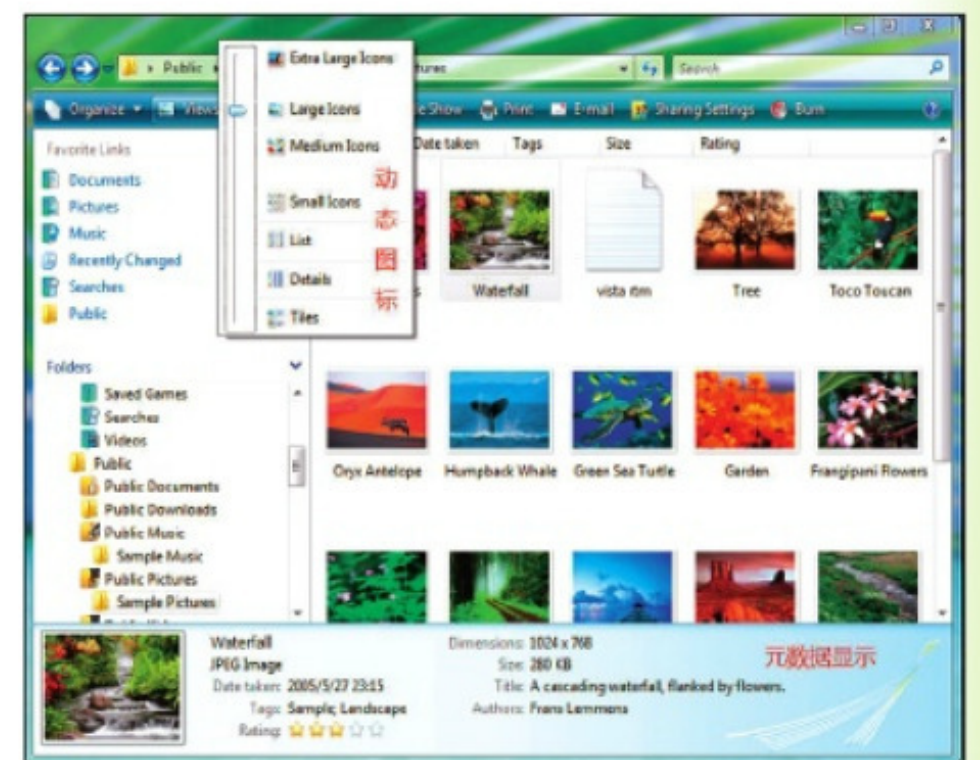 Public
tures
Search
Organize
Views
e Show
Print
E-mail
Sharing Settings
Burn
Extra Large Icons
Large Icons
Medium Icons
Small Icons
List
Details
Tiles
动
态
图
标
Favorite Links
Documents
Pictures
Music
Recently Changed
Searches
Public
Folders
Saved Games
Searches
Videos
Public
Public Documents
Public Downloads
Public Music
Sample Music
Public Pictures
Sample Pictures
Date taken Tags Size Rating
s
Waterfall
vista rtm
Tree
Toco Toucan
Oryx Antelope
Humpback Whale
Green Sea Turtle
Garden
Frangipani Flowers
Waterfall
JPEG Image
Date taken: 2005/5/27 23:15
Tags: Sample; Landscape
Rating:
Dimensions: 1024 x 768
Size: 280 KB
Title: A cascading waterfall, flanked by flowers.
Authors: Frans Lemmens
元数据显示